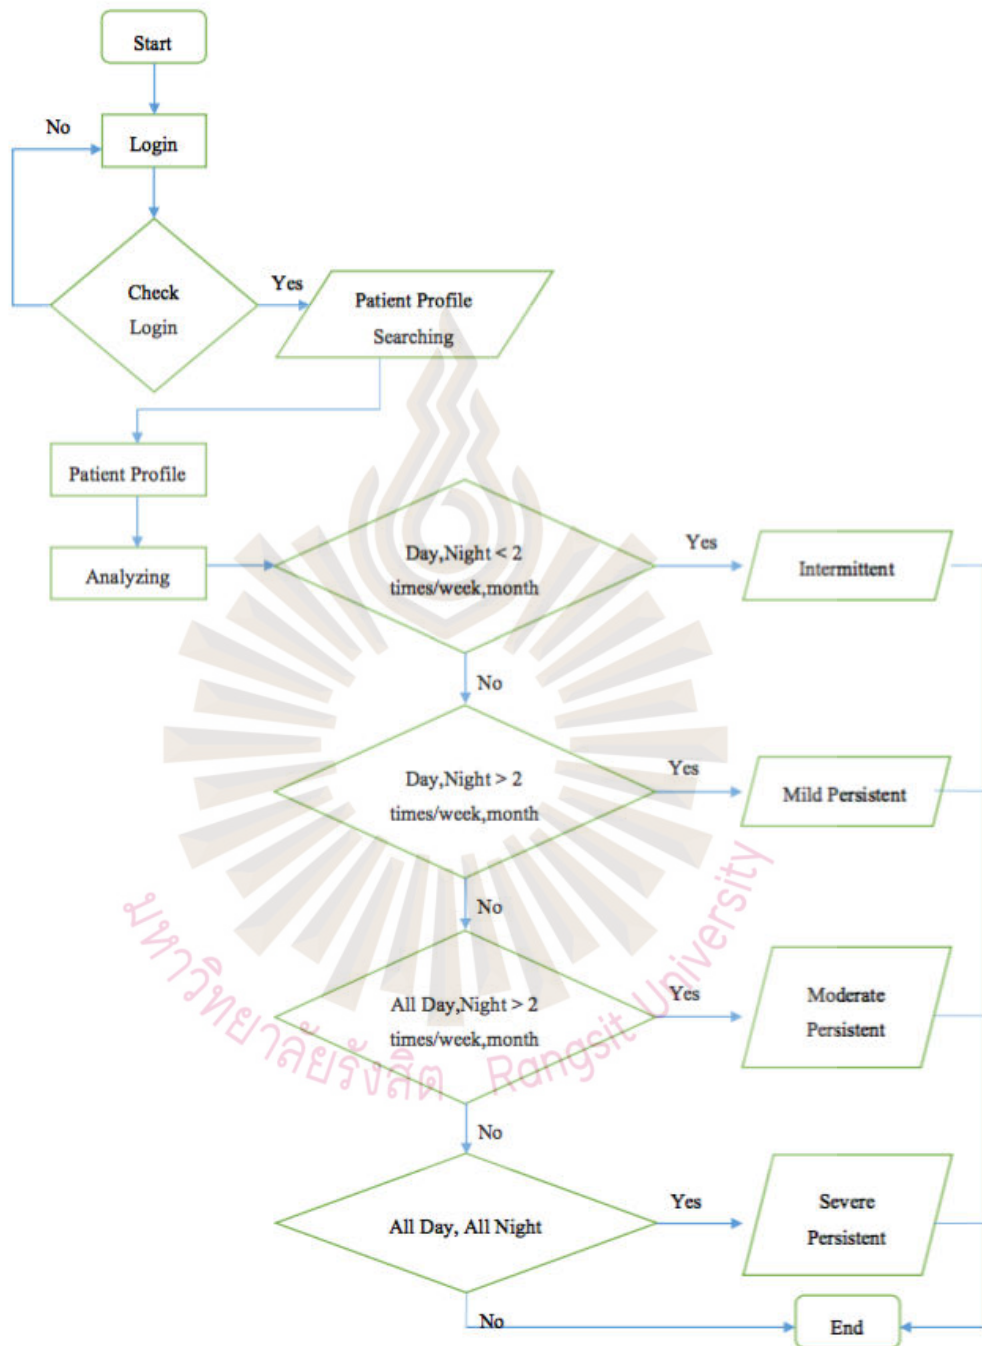 Start
No
Login
Check
Login
Yes
Patient Profile
Searching
Patient Profile
Analyzing
Day,Night < 2
times/week,month
Yes
Intermittent
No
Day,Night > 2
times/week,month
Yes
Mild Persistent
No
All Day,Night > 2
times/week,month
Yes
Moderate
Persistent
No
All Day, All Night
Yes
Severe
Persistent
No
End
มหาวิทยาลัยรังสิต Rangsit University